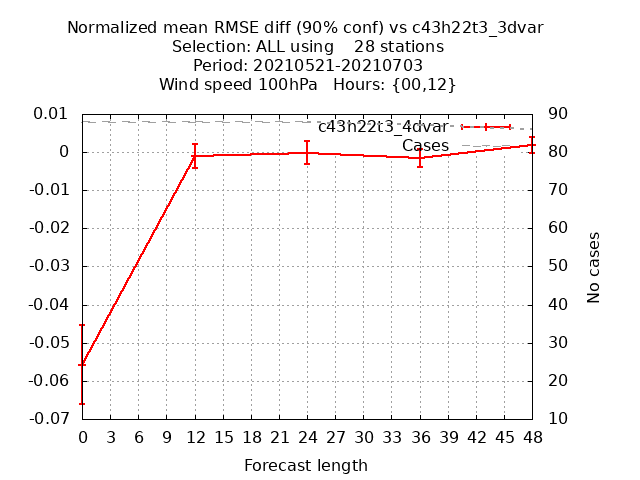 Normalized mean RMSE diff (90% conf) vs c43h22t3_3dvar
Selection: ALL using    28 stations
Period: 20210521-20210703
Wind speed 100hPa   Hours: {00,12}
0.01
0
-0.01
-0.02
-0.03
-0.04
-0.05
-0.06
-0.07
c43h22t3_4dvar
Cases
90
80
70
60
50
40
30
20
10
No cases
0 3 6 9 12 15 18 21 24 27 30 33 36 39 42 45 48
Forecast length